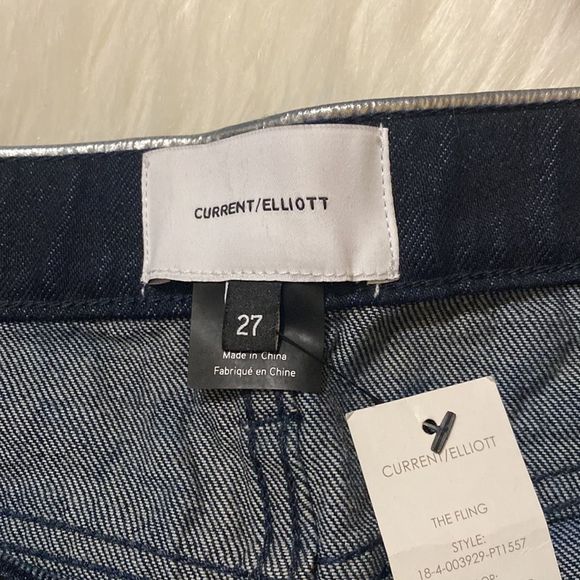 CURRENT/ELLIOTT
27
Made in China
Fabriqué en Chine
CURRENT/ELLIOTT
THE FLING
STYLE:
18-4-003929-PT1557